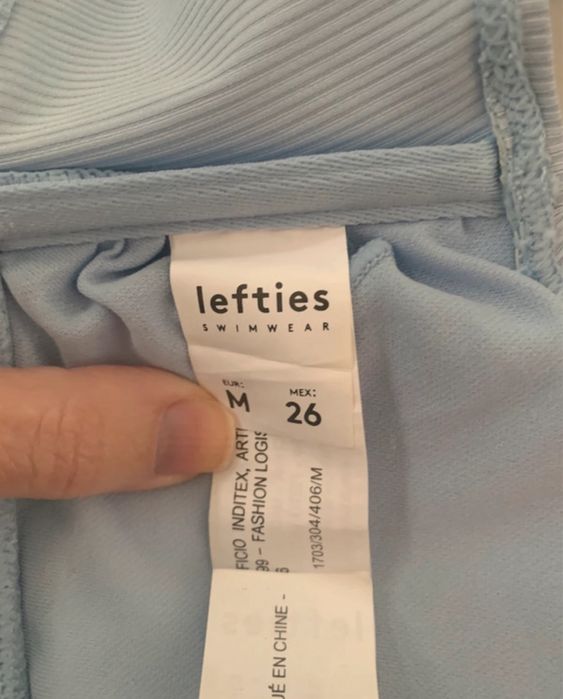 lefties
SWIMWEAR
EUR: MEX:
M 26
FICIO INDITEX, ARTI
99 - FASHION LOGIS
1703/304/406/M
É EN CHINE -